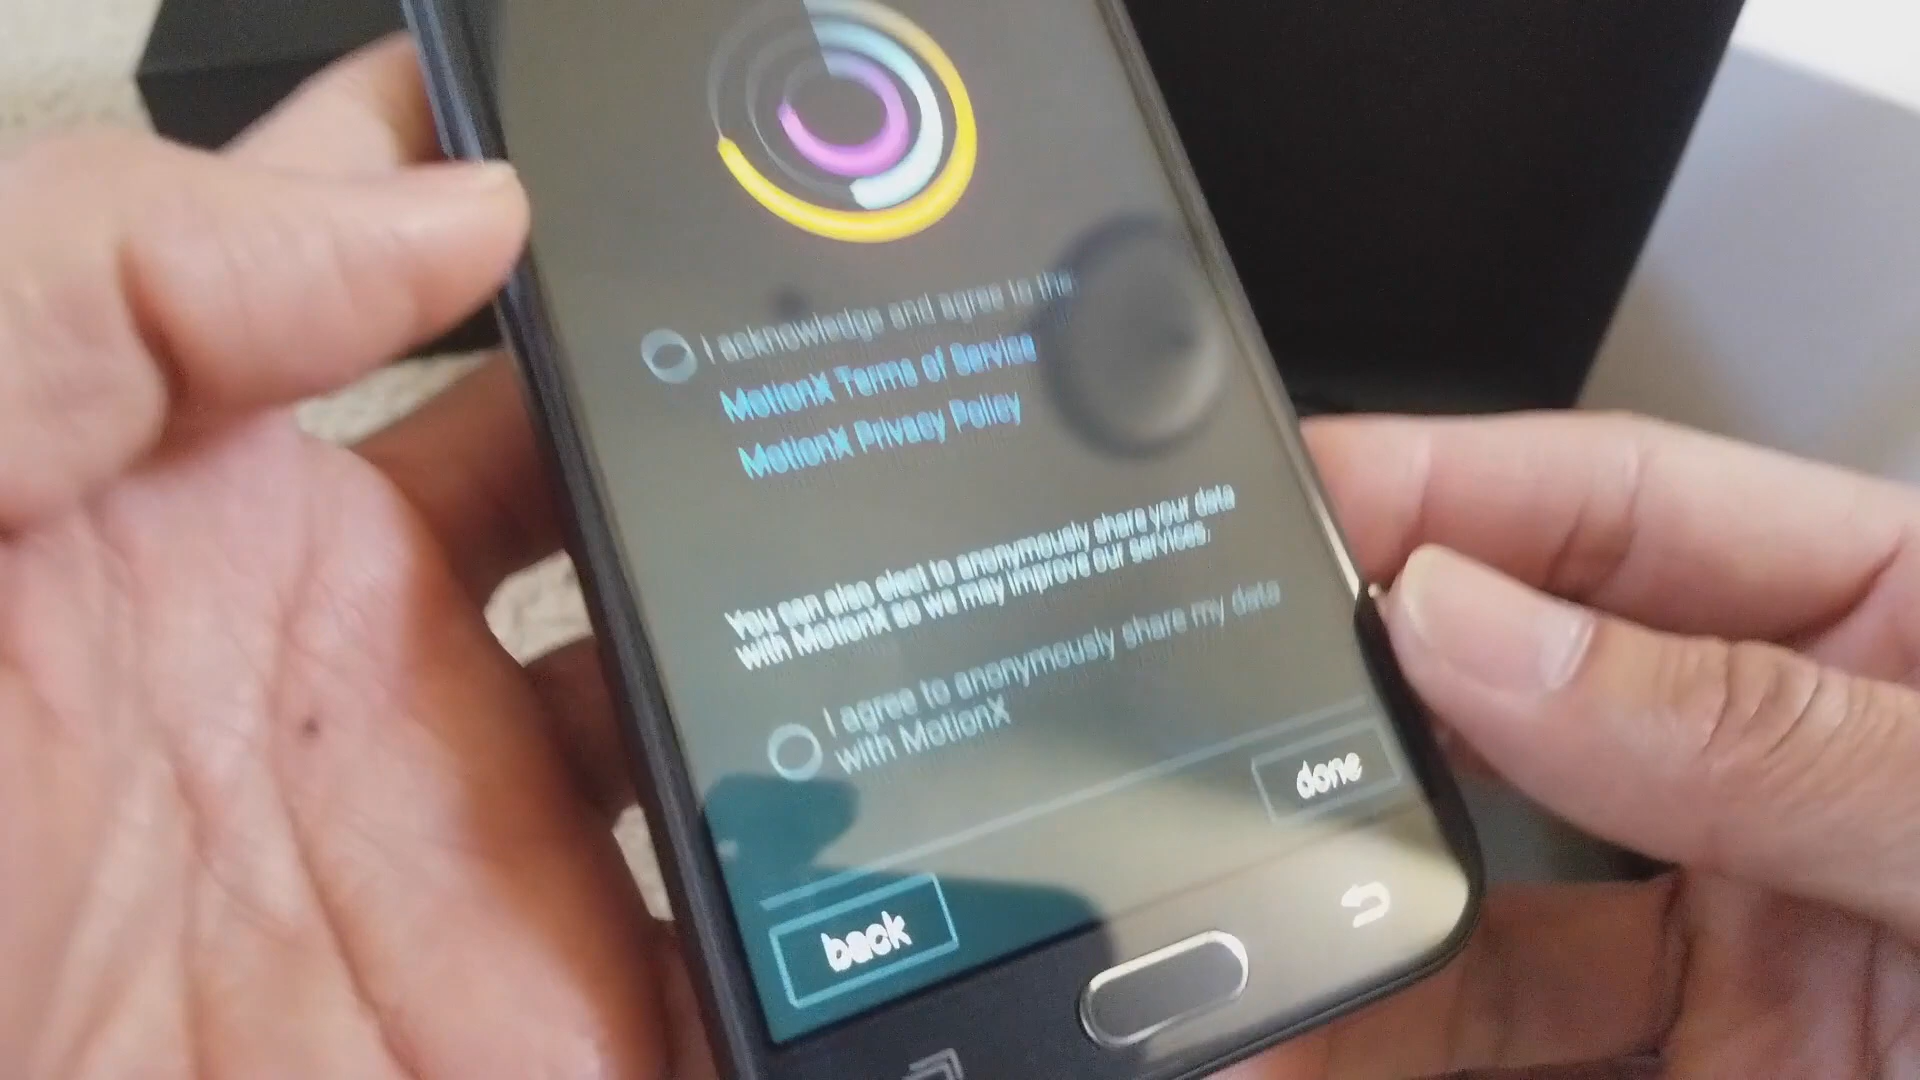 I acknowledge and agree to the
MotionX Terms of Service
MotionX Privacy Policy
You can also elect to anonymously share your data
with MotionX so we may improve our services.
I agree to anonymously share my data
with MotionX
done
back